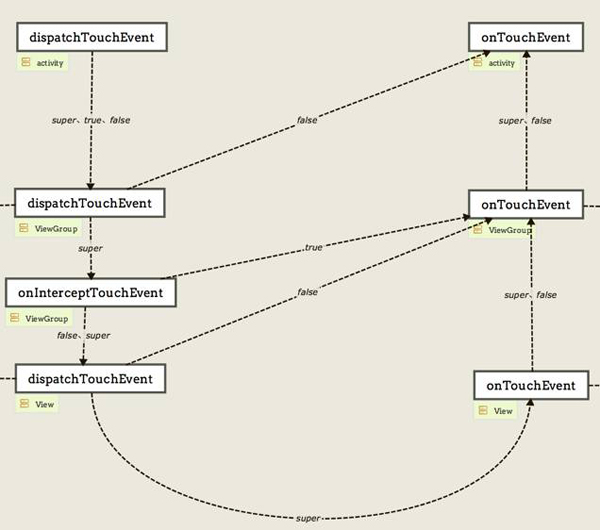 dispatchTouchEvent
onTouchEvent
activity
activity
super、true、false
false
super、false
dispatchTouchEvent
onTouchEvent
ViewGroup
ViewGroup
super
true
onInterceptTouchEvent
false
super、false
ViewGroup
false、super
dispatchTouchEvent
onTouchEvent
View
View
super